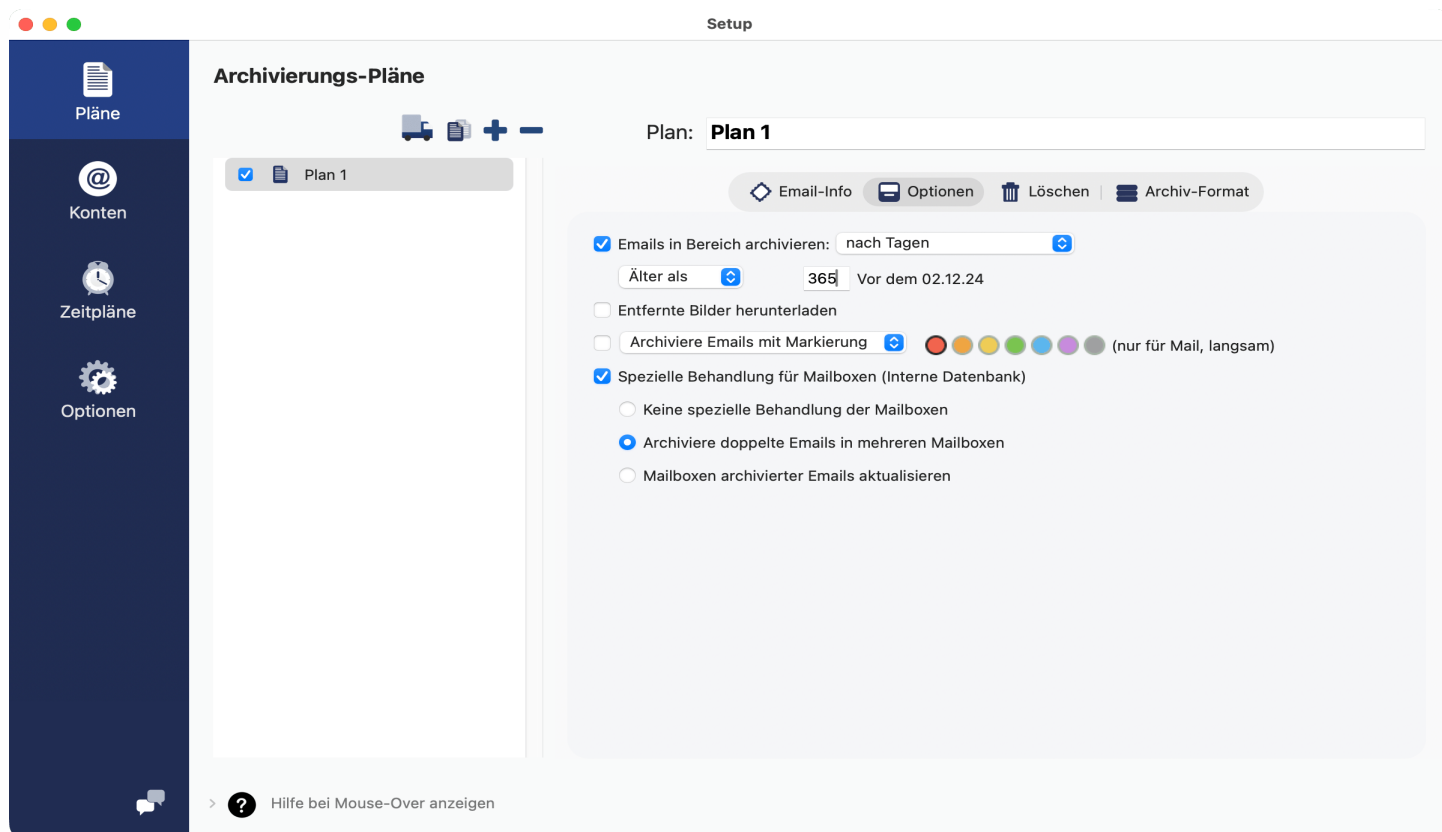 Setup
Pläne
Konten
Zeitpläne
Optionen
Archivierungs-Pläne
Plan 1
Plan: Plan 1
Email-Info Optionen Löschen Archiv-Format
Emails in Bereich archivieren: nach Tagen
Älter als 365 Vor dem 02.12.24
Entfernte Bilder herunterladen
Archiviere Emails mit Markierung (nur für Mail, langsam)
Spezielle Behandlung für Mailboxen (Interne Datenbank)
Keine spezielle Behandlung der Mailboxen
Archiviere doppelte Emails in mehreren Mailboxen
Mailboxen archivierter Emails aktualisieren
? Hilfe bei Mouse-Over anzeigen